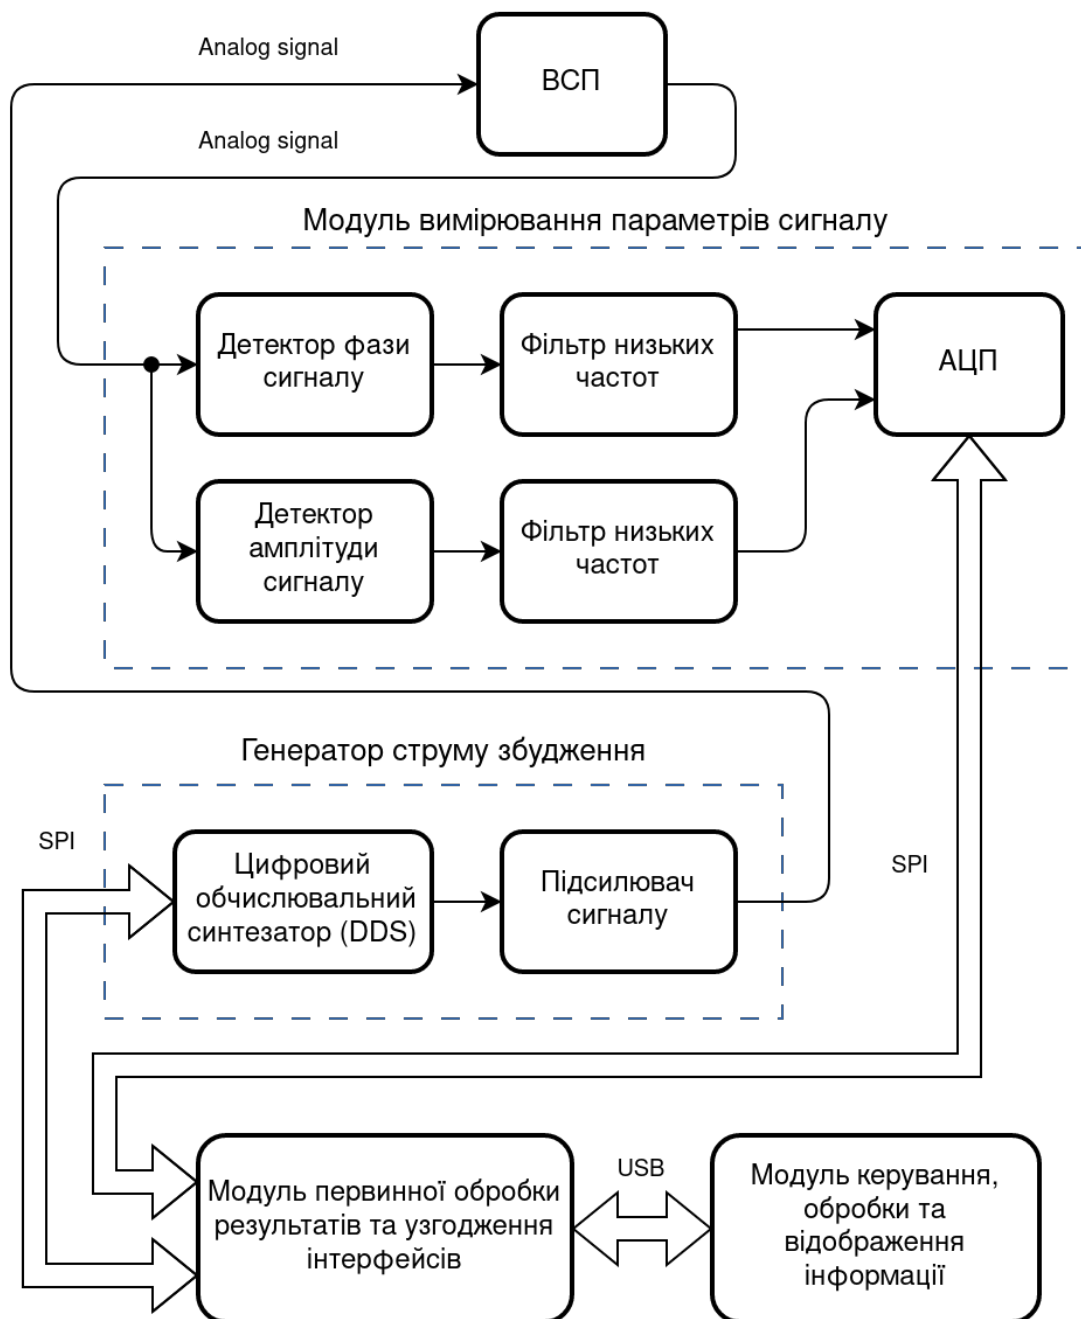 Analog signal
ВСП
Analog signal
Модуль вимірювання параметрів сигналу
Детектор фази
сигналу
Фільтр низьких
частот
АЦП
Детектор
амплітуди
сигналу
Фільтр низьких
частот
Генератор струму збудження
SPI
Цифровий
обчислювальний
синтезатор (DDS)
Підсилювач
сигналу
SPI
Модуль первинної обробки
результатів та узгодження
інтерфейсів
USB
Модуль керування,
обробки та
відображення
інформації